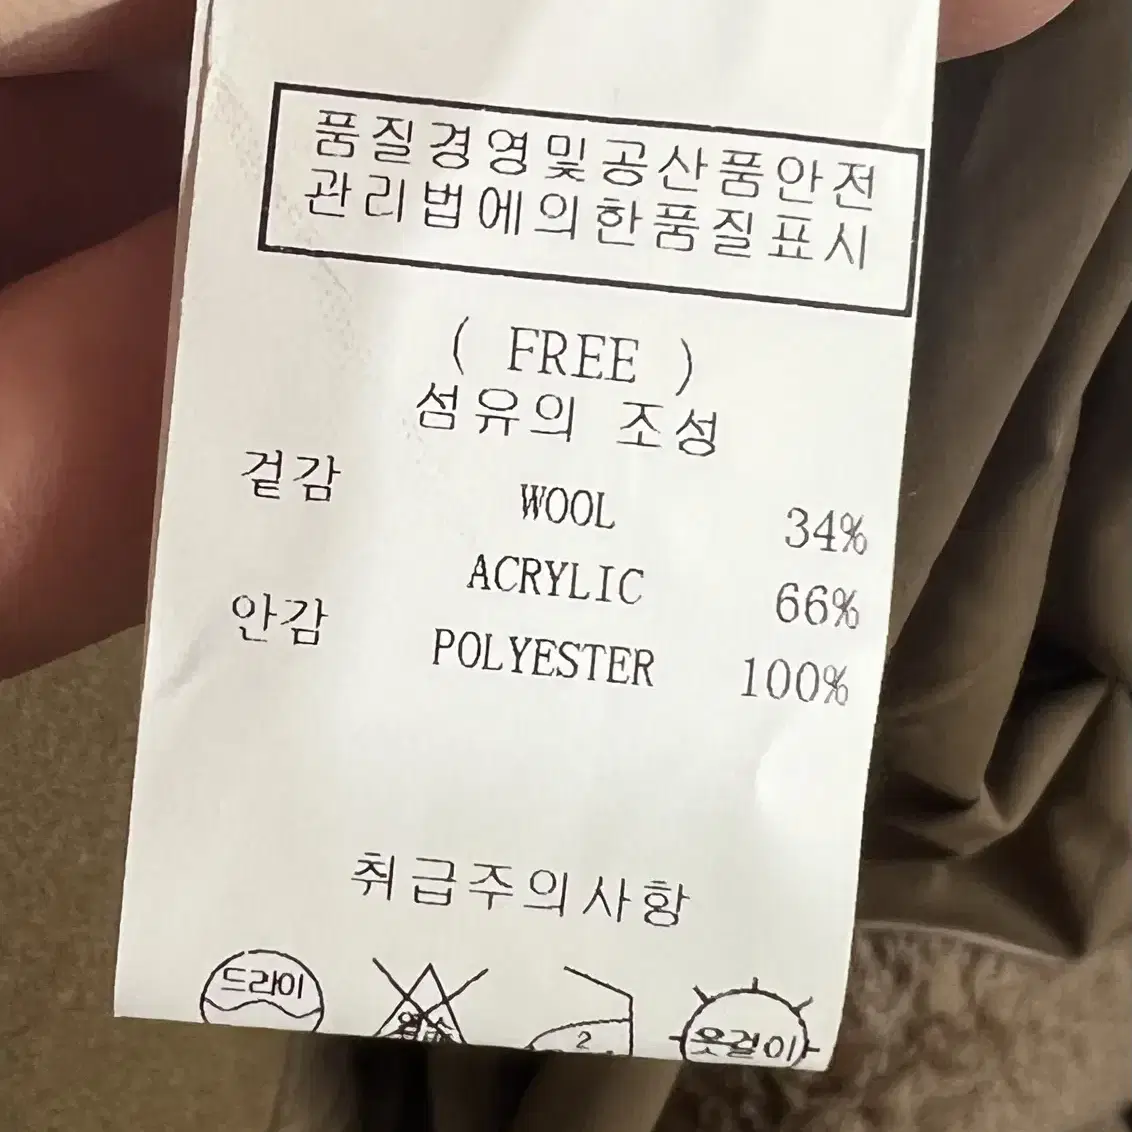 품질경영및공산품안전
관리법에의한품질표시
( FREE )
섬유의 조성
겉감 WOOL 34%
ACRYLIC 66%
안감 POLYESTER 100%
취급주의사항
드라이
2
옷걸이